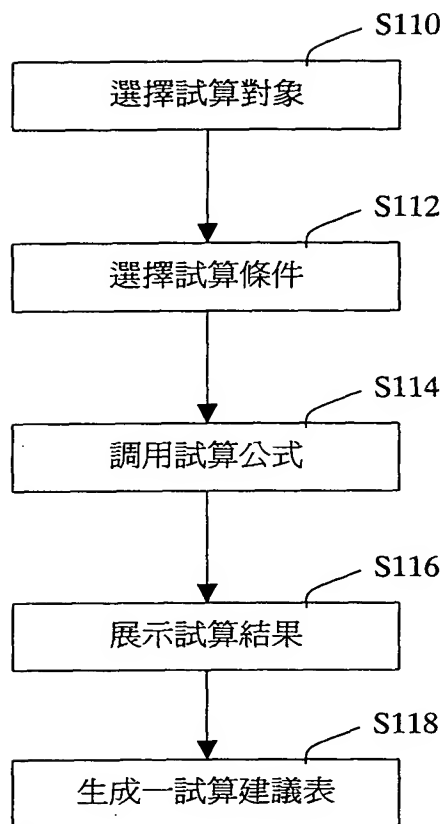 S110
選擇試算對象
S112
選擇試算條件
S114
調用試算公式
S116
展示試算結果
S118
生成一試算建議表